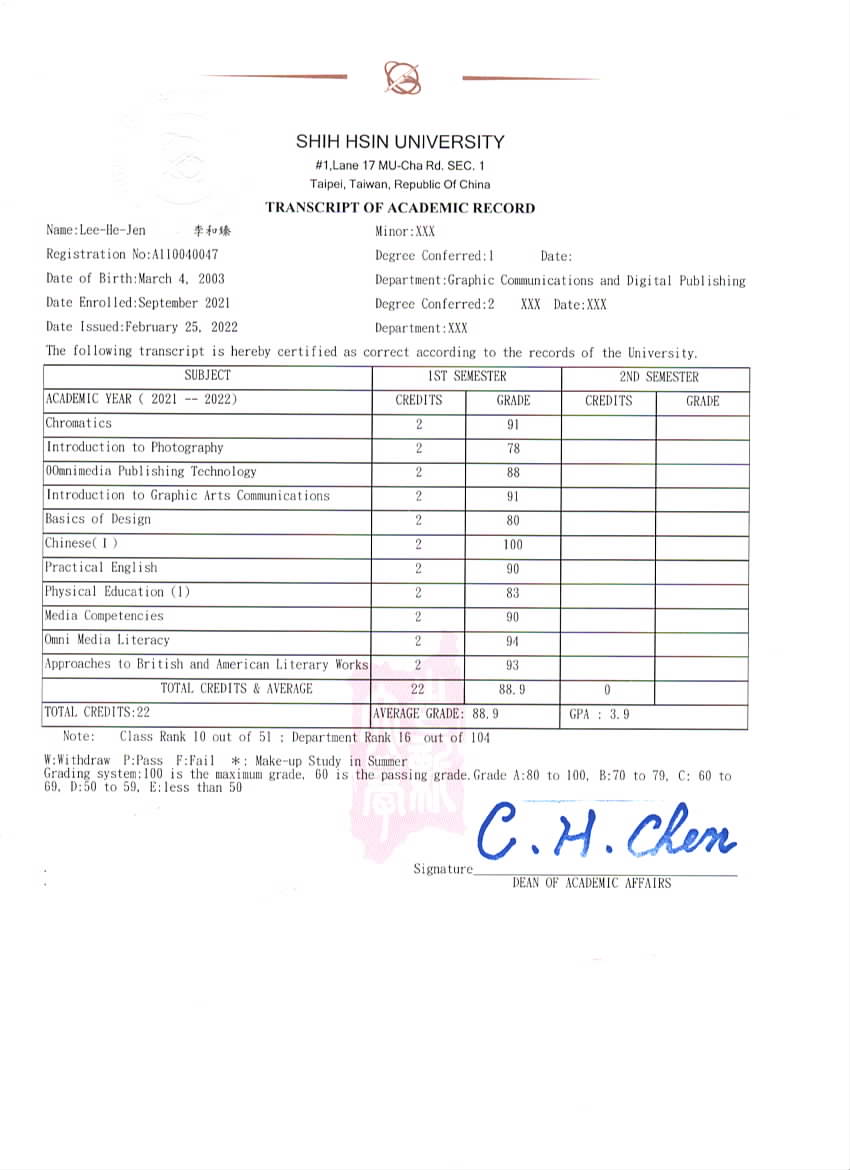 SHIH HSIN UNIVERSITY
#1,Lane 17 MU-Cha Rd. SEC. 1
Taipei, Taiwan, Republic Of China
TRANSCRIPT OF ACADEMIC RECORD
Name:Lee-He-Jen 李和臻 Minor:XXX
Registration No:A110040047 Degree Conferred:1 Date:
Date of Birth:March 4, 2003 Department:Graphic Communications and Digital Publishing
Date Enrolled:September 2021 Degree Conferred:2 XXX Date:XXX
Date Issued:February 25, 2022 Department:XXX
The following transcript is hereby certified as correct according to the records of the University.
SUBJECT 1ST SEMESTER 2ND SEMESTER
ACADEMIC YEAR ( 2021 -- 2022) CREDITS GRADE CREDITS GRADE
Chromatics 2 91
Introduction to Photography 2 78
OOmnimedia Publishing Technology 2 88
Introduction to Graphic Arts Communications 2 91
Basics of Design 2 80
Chinese(Ⅰ) 2 100
Practical English 2 90
Physical Education (1) 2 83
Media Competencies 2 90
Omni Media Literacy 2 94
Approaches to British and American Literary Works 2 93
TOTAL CREDITS & AVERAGE 22 88.9 0
TOTAL CREDITS:22 AVERAGE GRADE: 88.9 GPA : 3.9
Note: Class Rank 10 out of 51 ; Department Rank 16 out of 104
W:Withdraw P:Pass F:Fail *: Make-up Study in Summer
Grading system:100 is the maximum grade, 60 is the passing grade.Grade A:80 to 100, B:70 to 79, C: 60 to
69, D:50 to 59, E:less than 50
C. H. Chen
Signature
DEAN OF ACADEMIC AFFAIRS